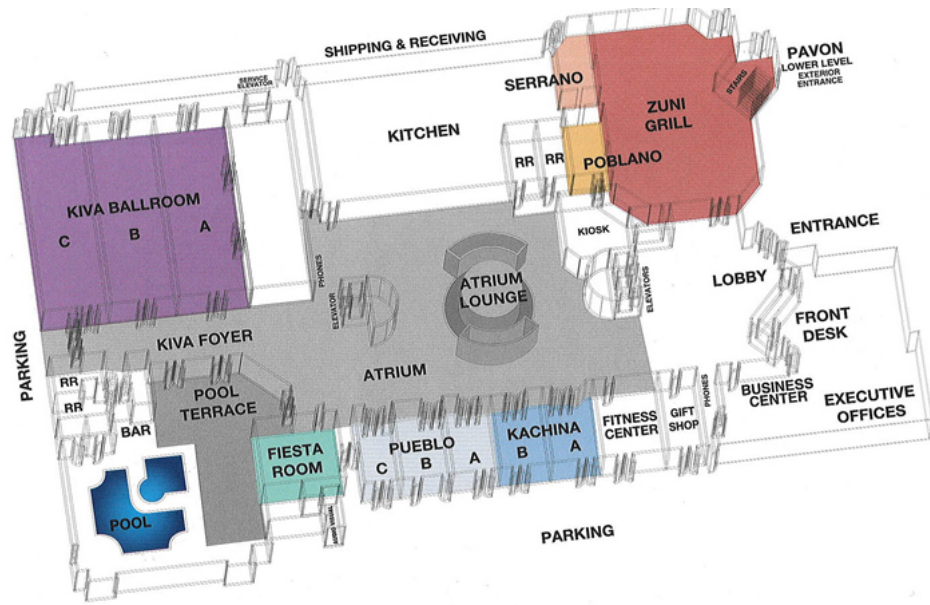 SHIPPING & RECEIVING
PAVON
LOWER LEVEL
EXTERIOR
ENTRANCE
SERVICE
ELEVATOR
SERRANO
STAIRS
ZUNI
GRILL
KITCHEN
RR
RR
POBLANO
KIVA BALLROOM
C
B
A
KIOSK
ENTRANCE
PHONES
ELEVATOR
ATRIUM
LOUNGE
ELEVATORS
LOBBY
FRONT
DESK
KIVA FOYER
PARKING
ATRIUM
RR
RR
POOL
TERRACE
BAR
PHONES
BUSINESS
CENTER
EXECUTIVE
OFFICES
FITNESS
CENTER
GIFT
SHOP
KACHINA
B
A
PUEBLO
C
B
A
FIESTA
ROOM
POOL
AUDIO VISUAL
PARKING